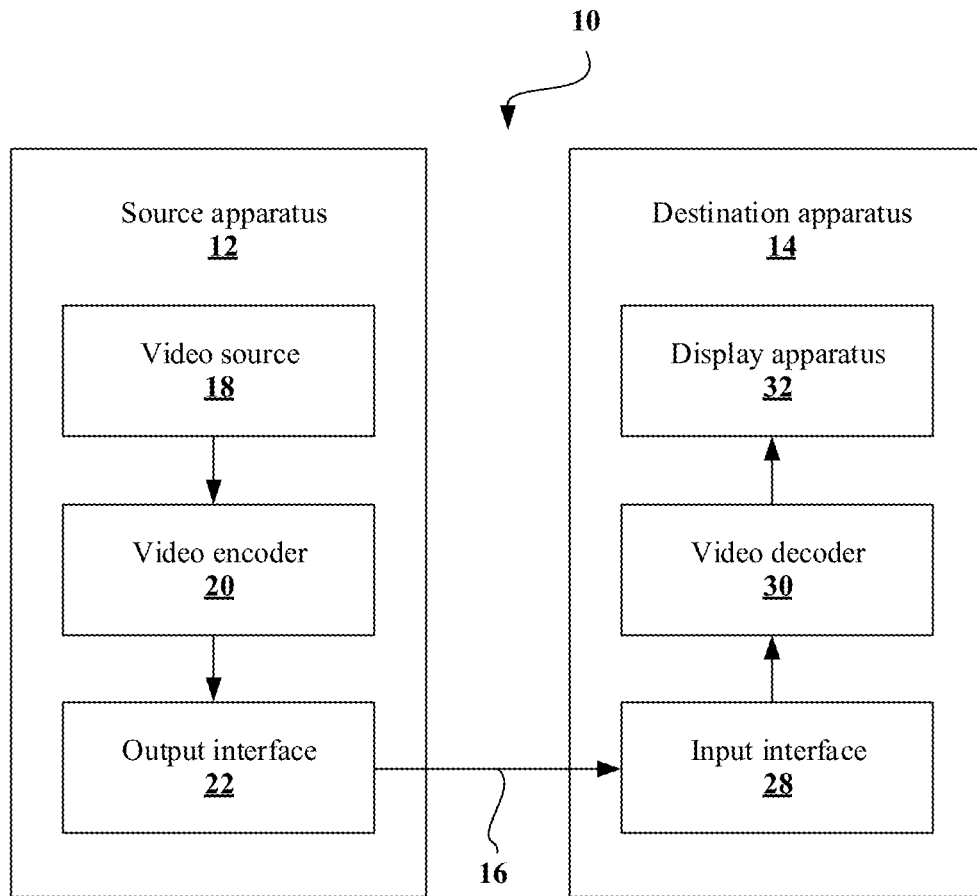 10
Source apparatus
12
Video source
18
Video encoder
20
Output interface
22
Destination apparatus
14
Display apparatus
32
Video decoder
30
Input interface
28
16